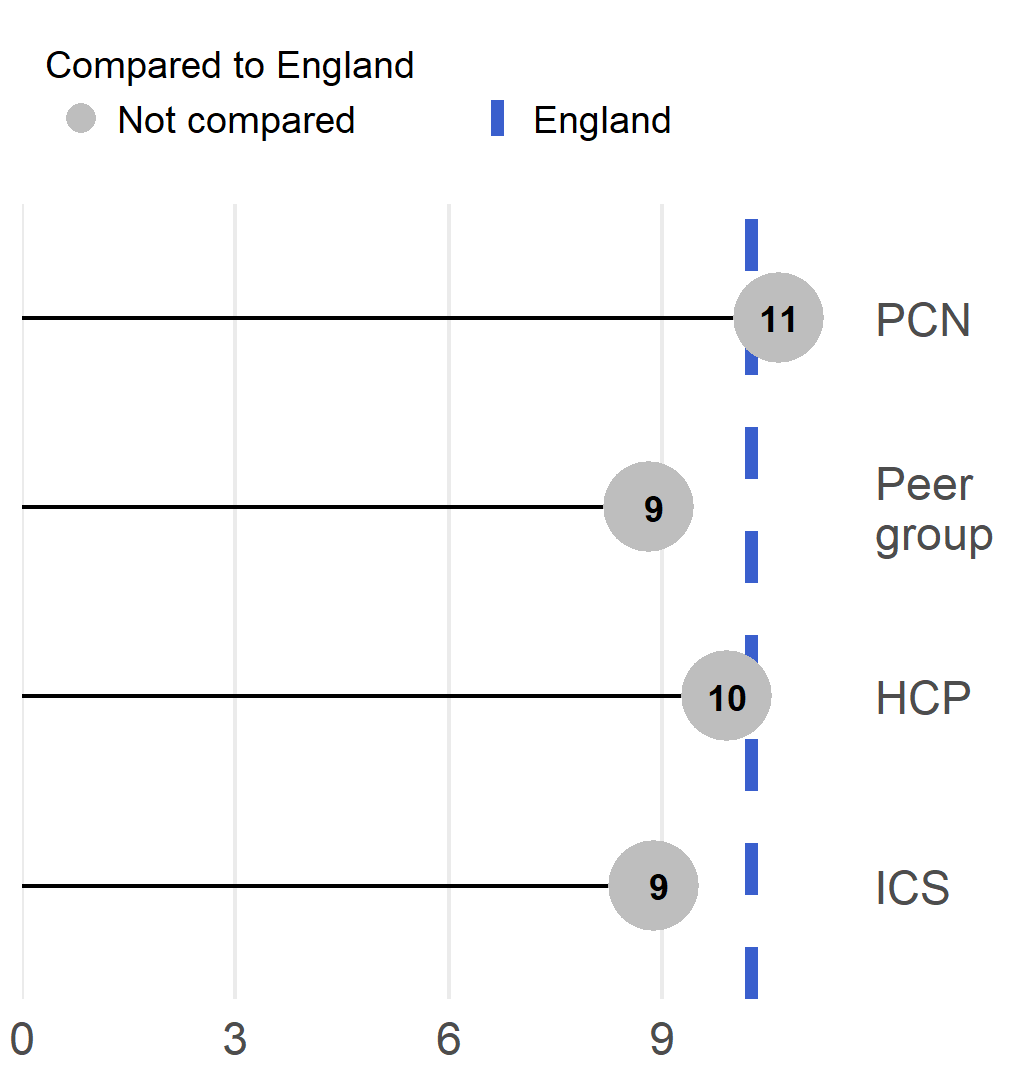 Compared to England
Not compared
England
11
PCN
9
Peer
group
10
HCP
9
ICS
0
3
6
9